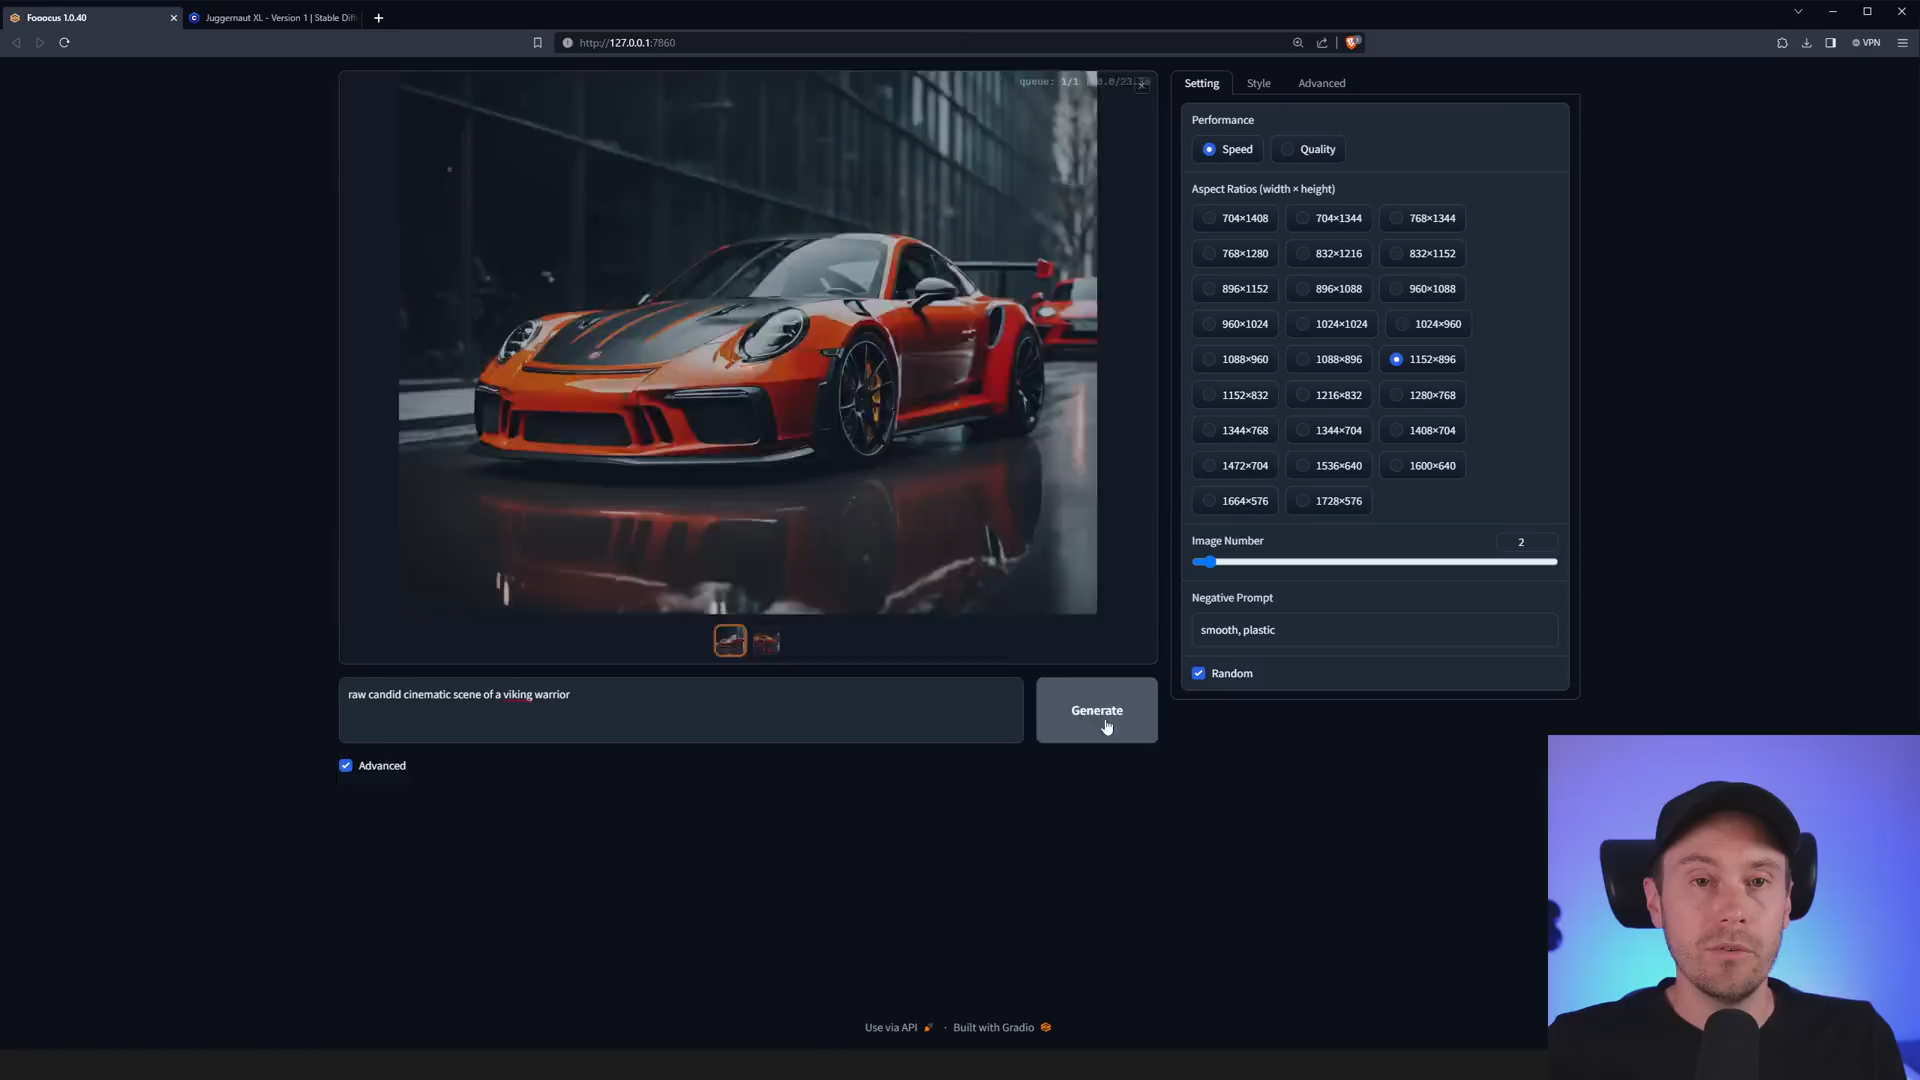 Fooocus 1.0.40
Juggernaut XL - Version 1 | Stable Diff
http://127.0.0.1:7860
VPN
queue: 1/1
Setting
Style
Advanced
Performance
Speed
Quality
Aspect Ratios (width × height)
704×1408
704×1344
768×1344
768×1280
832×1216
832×1152
896×1152
896×1088
960×1088
960×1024
1024×1024
1024×960
1088×960
1088×896
1152×896
1152×832
1216×832
1280×768
1344×768
1344×704
1408×704
1472×704
1536×640
1600×640
1664×576
1728×576
Image Number
2
Negative Prompt
smooth, plastic
Random
raw candid cinematic scene of a viking warrior
Generate
Advanced
Use via API · Built with Gradio